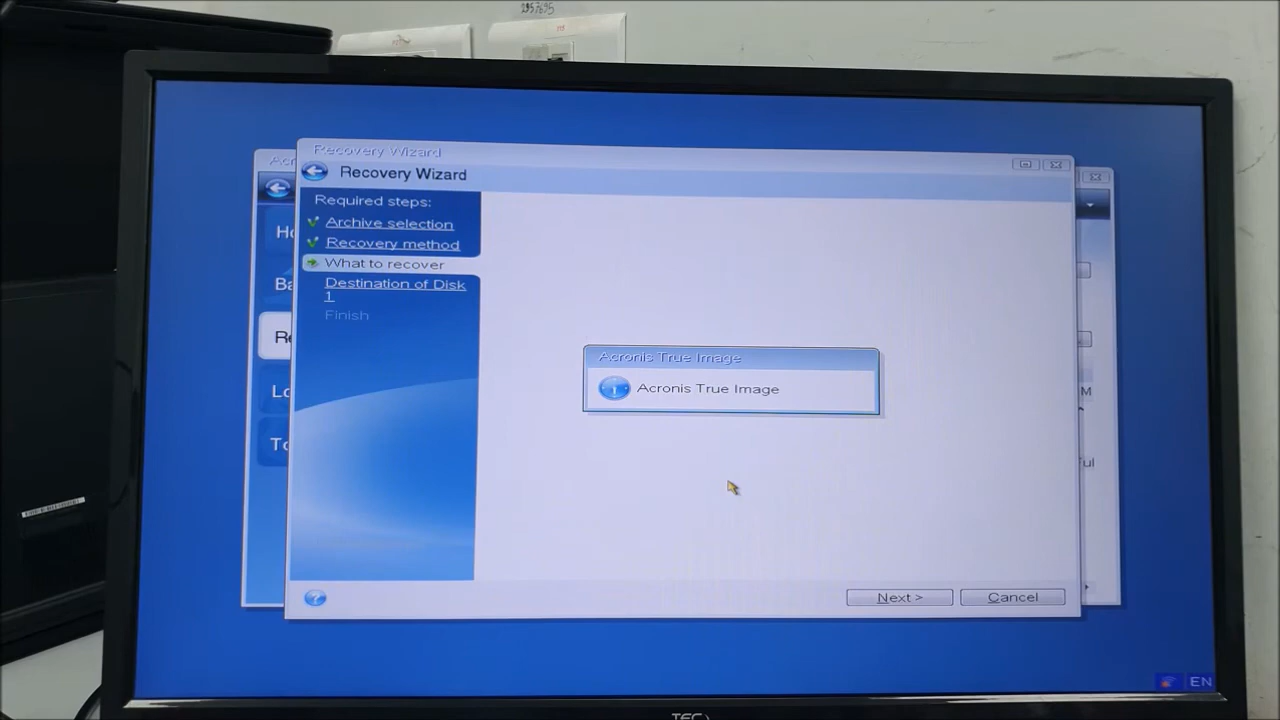 2957695
Recovery Wizard
Recovery Wizard
Required steps:
Archive selection
Recovery method
What to recover
Destination of Disk
1
Finish
Acronis True Image
Acronis True Image
Next >
Cancel
EN